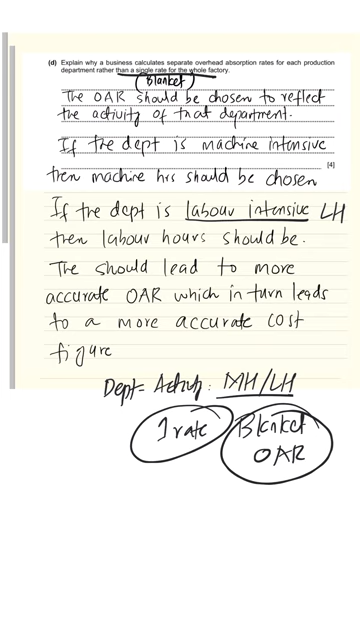 (d) Explain why a business calculates separate overhead absorption rates for each production
department rather than a single rate for the whole factory.
(Blanket)
The OAR should be chosen to reflect
the activity of that department.
If the dept is machine intensive
[4]
then machine hrs should be chosen
If the dept is labour intensive LH
then labour hours should be.
The should lead to more
accurate OAR which in turn leads
to a more accurate cost
figure
Dept = Activity : MH/LH
1 rate
Blanket
OAR